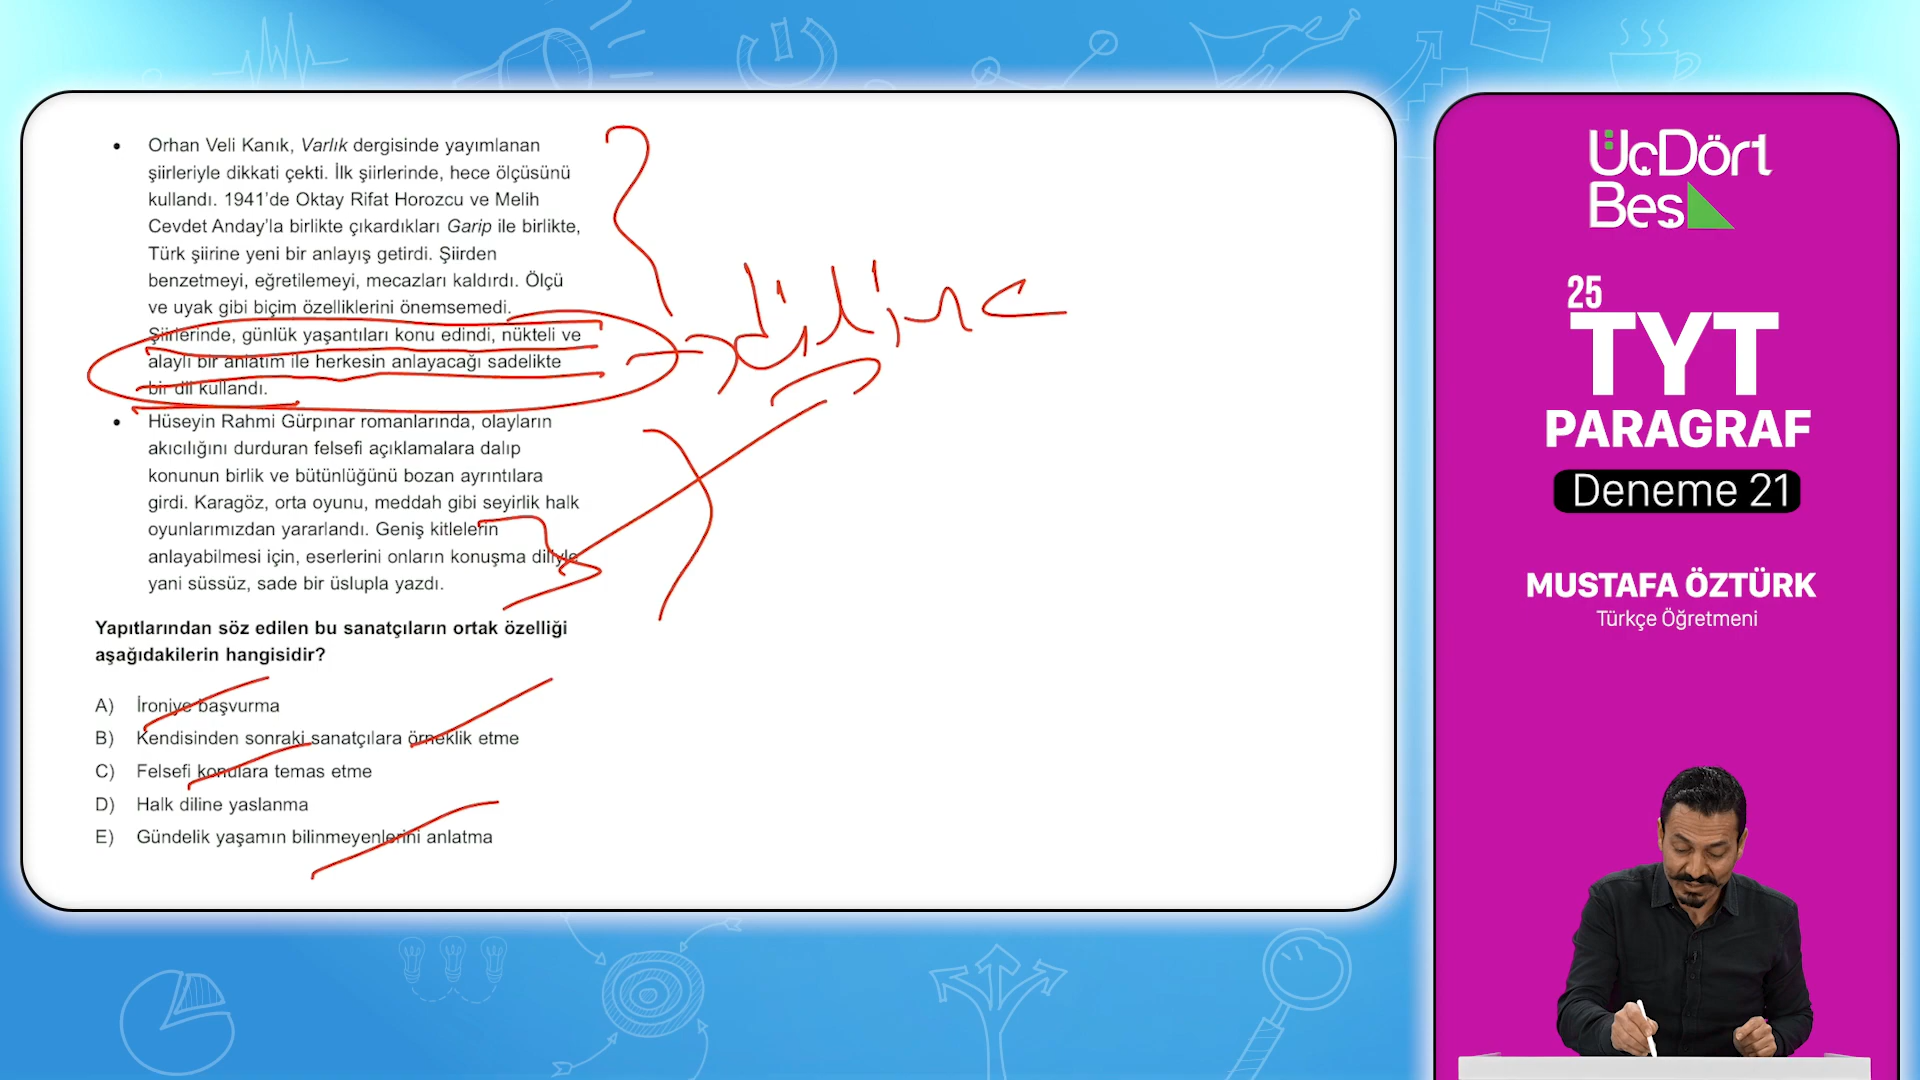 • Orhan Veli Kanık, Varlık dergisinde yayımlanan
şiirleriyle dikkati çekti. İlk şiirlerinde, hece ölçüsünü
kullandı. 1941'de Oktay Rifat Horozcu ve Melih
Cevdet Anday'la birlikte çıkardıkları Garip ile birlikte,
Türk şiirine yeni bir anlayış getirdi. Şiirden
benzetmeyi, eğretilemeyi, mecazları kaldırdı. Ölçü
ve uyak gibi biçim özelliklerini önemsemedi.
Şiirlerinde, günlük yaşantıları konu edindi, nükteli ve
alaylı bir anlatım ile herkesin anlayacağı sadelikte
bir dil kullandı.
diline
• Hüseyin Rahmi Gürpınar romanlarında, olayların
akıcılığını durduran felsefi açıklamalara dalıp
konunun birlik ve bütünlüğünü bozan ayrıntılara
girdi. Karagöz, orta oyunu, meddah gibi seyirlik halk
oyunlarımızdan yararlandı. Geniş kitlelerin
anlayabilmesi için, eserlerini onların konuşma diliyle
yani süssüz, sade bir üslupla yazdı.
Yapıtlarından söz edilen bu sanatçıların ortak özelliği
aşağıdakilerin hangisidir?
A) İroniye başvurma
B) Kendisinden sonraki sanatçılara örneklik etme
C) Felsefi konulara temas etme
D) Halk diline yaslanma
E) Gündelik yaşamın bilinmeyenlerini anlatma
ÜçDört
Beş
25
TYT
PARAGRAF
Deneme 21
MUSTAFA ÖZTÜRK
Türkçe Öğretmeni